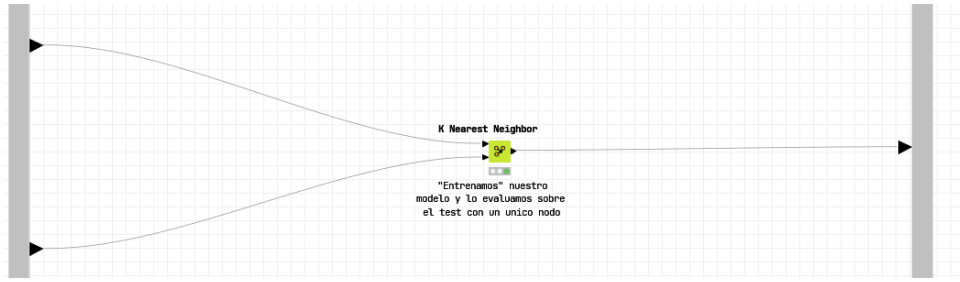 K Nearest Neighbor
"Entrenamos" nuestro
modelo y lo evaluamos sobre
el test con un unico nodo